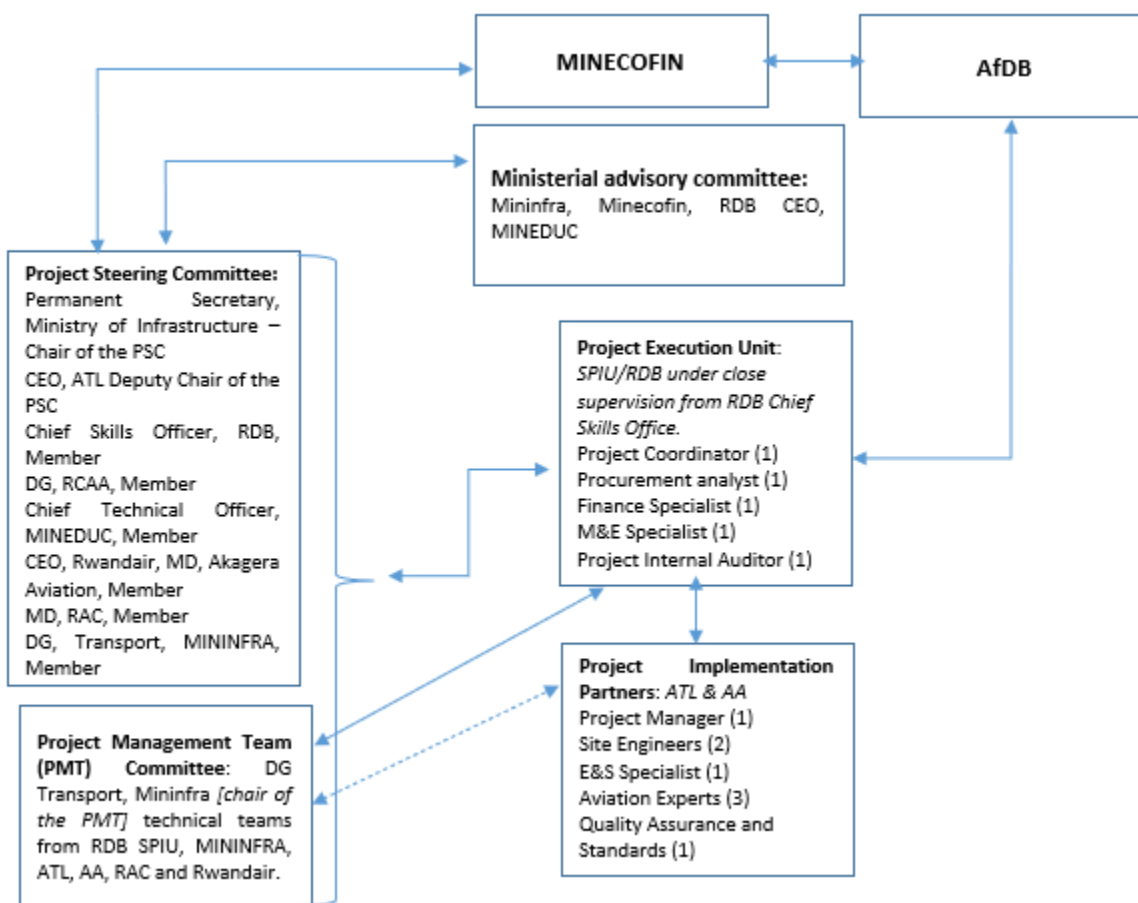 MINECOFIN
AfDB
Ministerial advisory committee:
Mininfra, Minecofin, RDB CEO,
MINEDUC
Project Steering Committee:
Permanent Secretary,
Ministry of Infrastructure –
Chair of the PSC
CEO, ATL Deputy Chair of the
PSC
Chief Skills Officer, RDB,
Member
DG, RCAA, Member
Chief Technical Officer,
MINEDUC, Member
CEO, Rwandair, MD, Akagera
Aviation, Member
MD, RAC, Member
DG, Transport, MININFRA,
Member
Project Execution Unit:
SPIU/RDB under close
supervision from RDB Chief
Skills Office.
Project Coordinator (1)
Procurement analyst (1)
Finance Specialist (1)
M&E Specialist (1)
Project Internal Auditor (1)
Project Implementation
Partners: ATL & AA
Project Manager (1)
Site Engineers (2)
E&S Specialist (1)
Aviation Experts (3)
Quality Assurance and
Standards (1)
Project Management Team
(PMT) Committee: DG
Transport, Mininfra [chair of
the PMT] technical teams
from RDB SPIU, MININFRA,
ATL, AA, RAC and Rwandair.